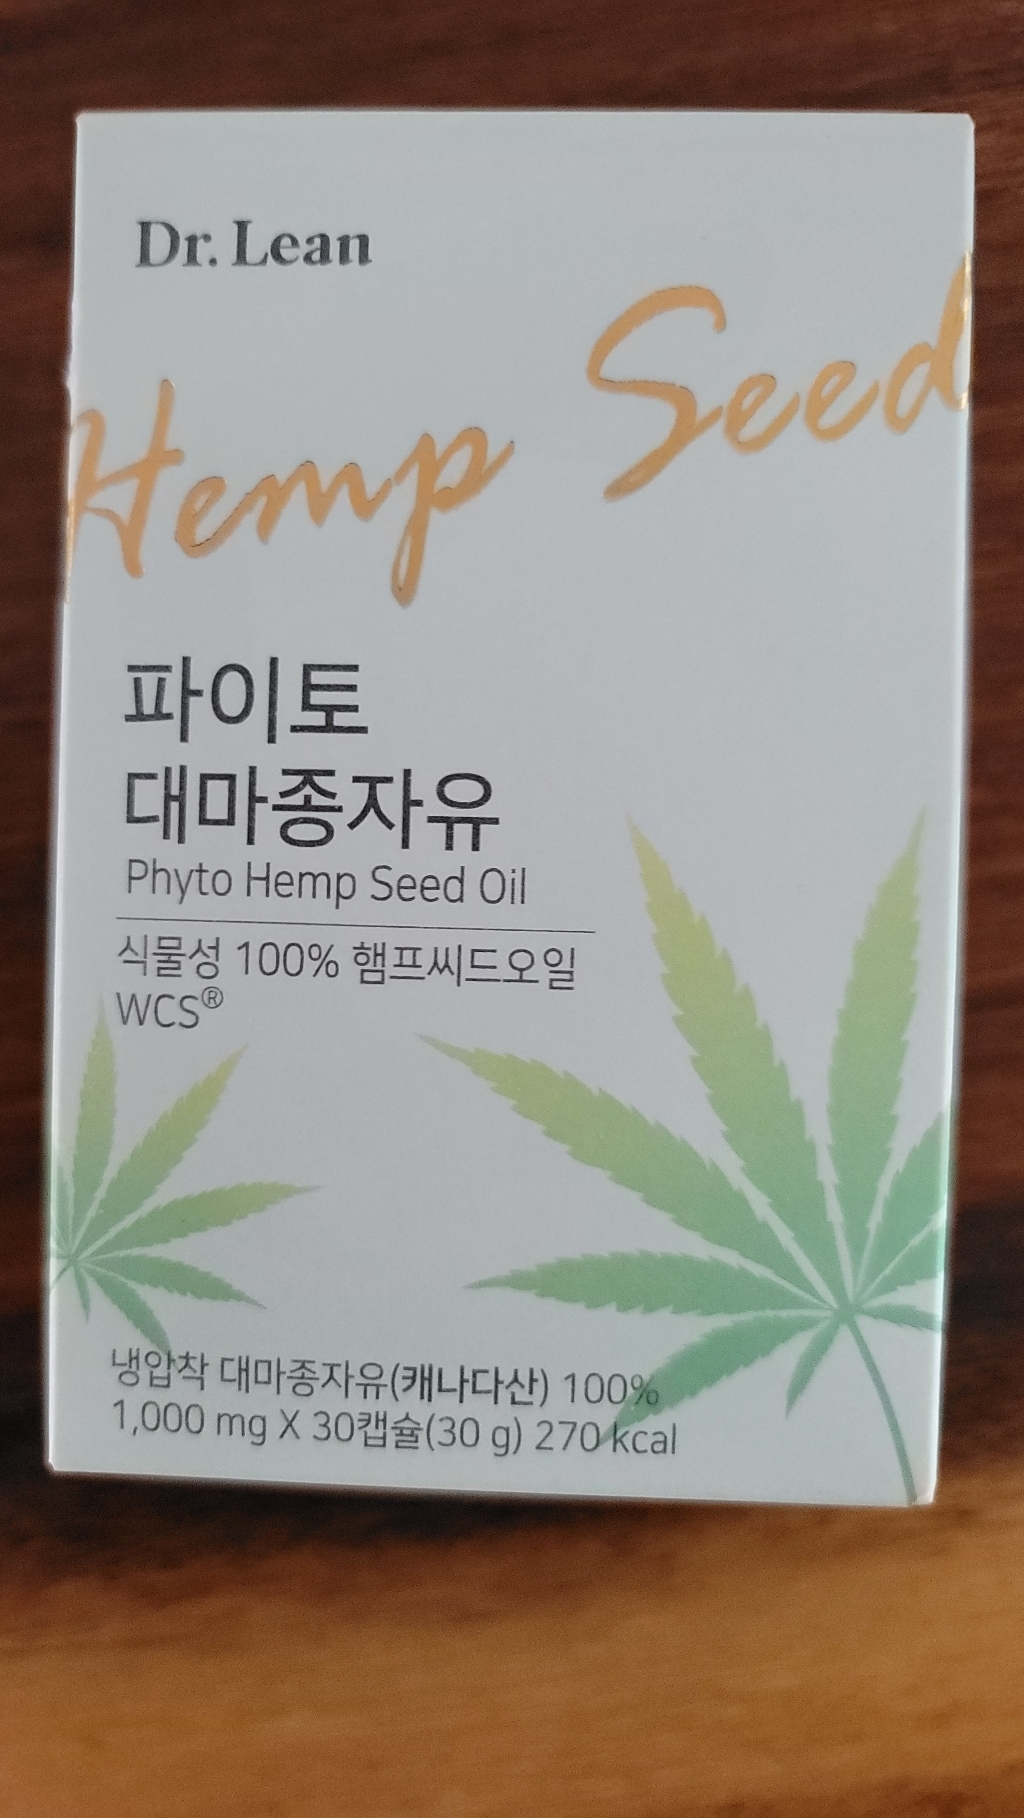 Dr. Lean
Hemp Seed
파이토
대마종자유
Phyto Hemp Seed Oil
식물성 100% 햄프씨드오일
WCS®
냉압착 대마종자유(캐나다산) 100%
1,000 mg X 30캡슐(30 g) 270 kcal